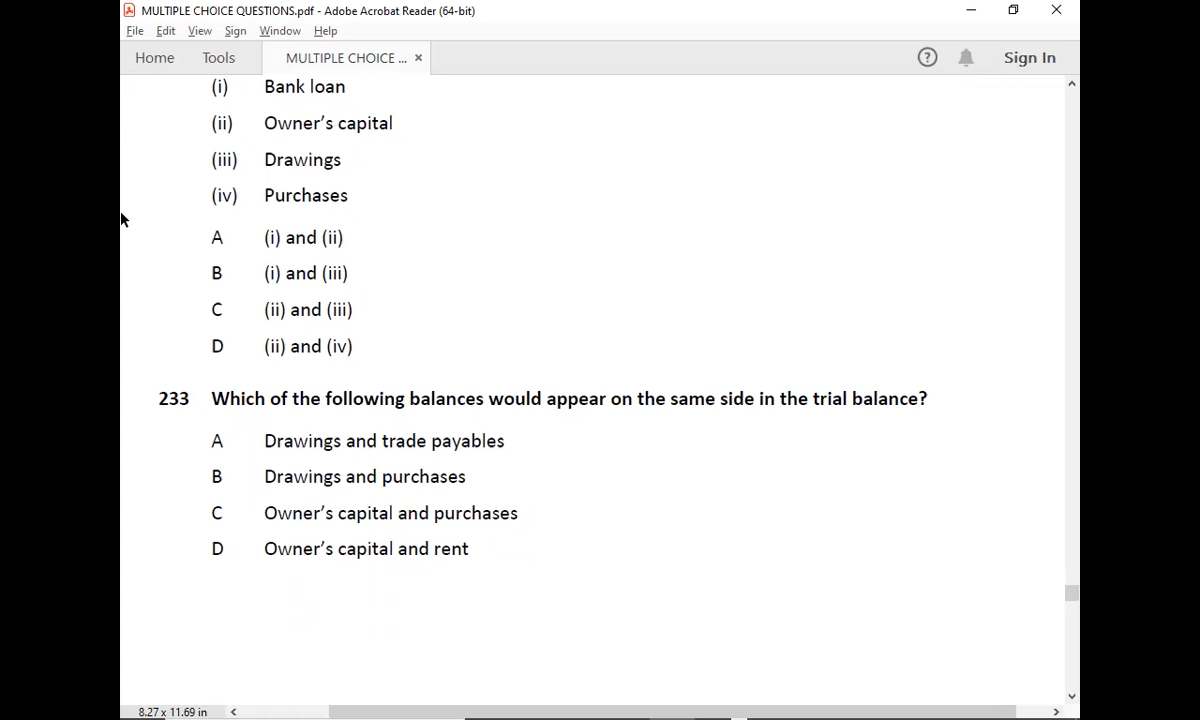 MULTIPLE CHOICE QUESTIONS.pdf - Adobe Acrobat Reader (64-bit)
File Edit View Sign Window Help
Home Tools MULTIPLE CHOICE ... × ? Sign In
(i) Bank loan
(ii) Owner's capital
(iii) Drawings
(iv) Purchases
A (i) and (ii)
B (i) and (iii)
C (ii) and (iii)
D (ii) and (iv)
233 Which of the following balances would appear on the same side in the trial balance?
A Drawings and trade payables
B Drawings and purchases
C Owner's capital and purchases
D Owner's capital and rent
8.27 x 11.69 in